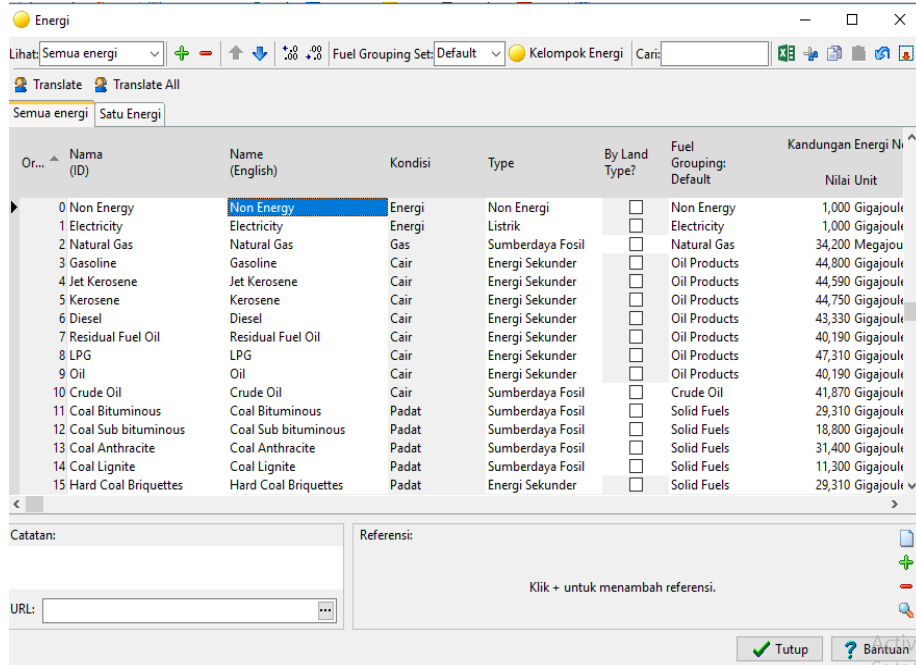 Energi
Lihat: Semua energi Fuel Grouping Set: Default Kelompok Energi Cari:
Translate Translate All
Semua energi Satu Energi
Or... Nama (ID) Name (English) Kondisi Type By Land Type? Fuel Grouping: Default Kandungan Energi Ne
Nilai Unit
0 Non Energy Non Energy Energi Non Energi Non Energy 1,000 Gigajoule
1 Electricity Electricity Energi Listrik Electricity 1,000 Gigajoule
2 Natural Gas Natural Gas Gas Sumberdaya Fosil Natural Gas 34,200 Megajou
3 Gasoline Gasoline Cair Energi Sekunder Oil Products 44,800 Gigajoule
4 Jet Kerosene Jet Kerosene Cair Energi Sekunder Oil Products 44,590 Gigajoule
5 Kerosene Kerosene Cair Energi Sekunder Oil Products 44,750 Gigajoule
6 Diesel Diesel Cair Energi Sekunder Oil Products 43,330 Gigajoule
7 Residual Fuel Oil Residual Fuel Oil Cair Energi Sekunder Oil Products 40,190 Gigajoule
8 LPG LPG Cair Energi Sekunder Oil Products 47,310 Gigajoule
9 Oil Oil Cair Energi Sekunder Oil Products 40,190 Gigajoule
10 Crude Oil Crude Oil Cair Sumberdaya Fosil Crude Oil 41,870 Gigajoule
11 Coal Bituminous Coal Bituminous Padat Sumberdaya Fosil Solid Fuels 29,310 Gigajoule
12 Coal Sub bituminous Coal Sub bituminous Padat Sumberdaya Fosil Solid Fuels 18,800 Gigajoule
13 Coal Anthracite Coal Anthracite Padat Sumberdaya Fosil Solid Fuels 31,400 Gigajoule
14 Coal Lignite Coal Lignite Padat Sumberdaya Fosil Solid Fuels 11,300 Gigajoule
15 Hard Coal Briquettes Hard Coal Briquettes Padat Energi Sekunder Solid Fuels 29,310 Gigajoule
Catatan: Referensi:
Klik + untuk menambah referensi.
URL:
Tutup Bantuan